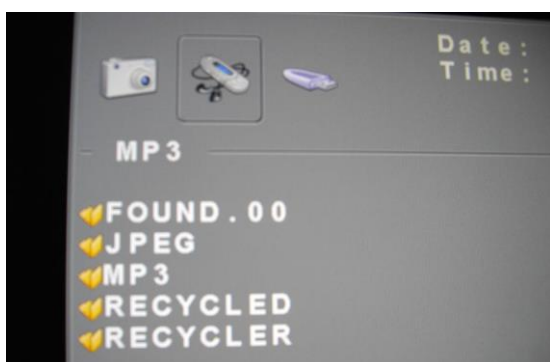 Date:
Time:
MP3
FOUND.00
JPEG
MP3
RECYCLED
RECYCLER